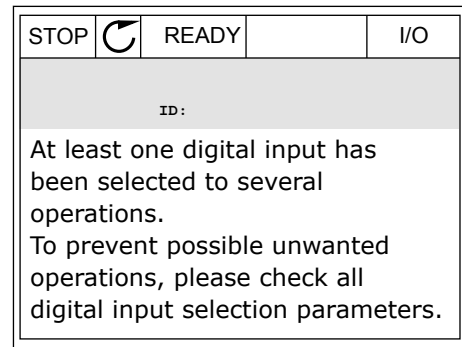 STOP READY I/O
ID:
At least one digital input has
been selected to several
operations.
To prevent possible unwanted
operations, please check all
digital input selection parameters.